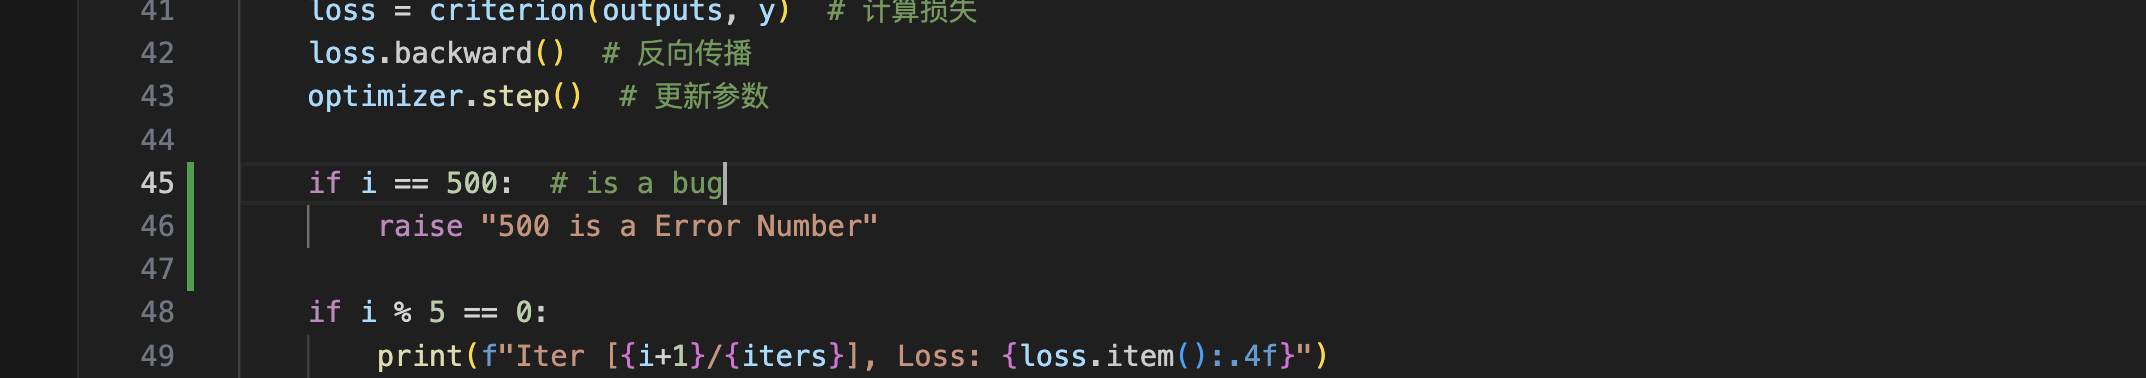 41 loss = criterion(outputs, y)  # 计算损失
42 loss.backward()  # 反向传播
43 optimizer.step()  # 更新参数
44
45 if i == 500:  # is a bug
46     raise "500 is a Error Number"
47
48 if i % 5 == 0:
49     print(f"Iter [{i+1}/{iters}], Loss: {loss.item():.4f}")